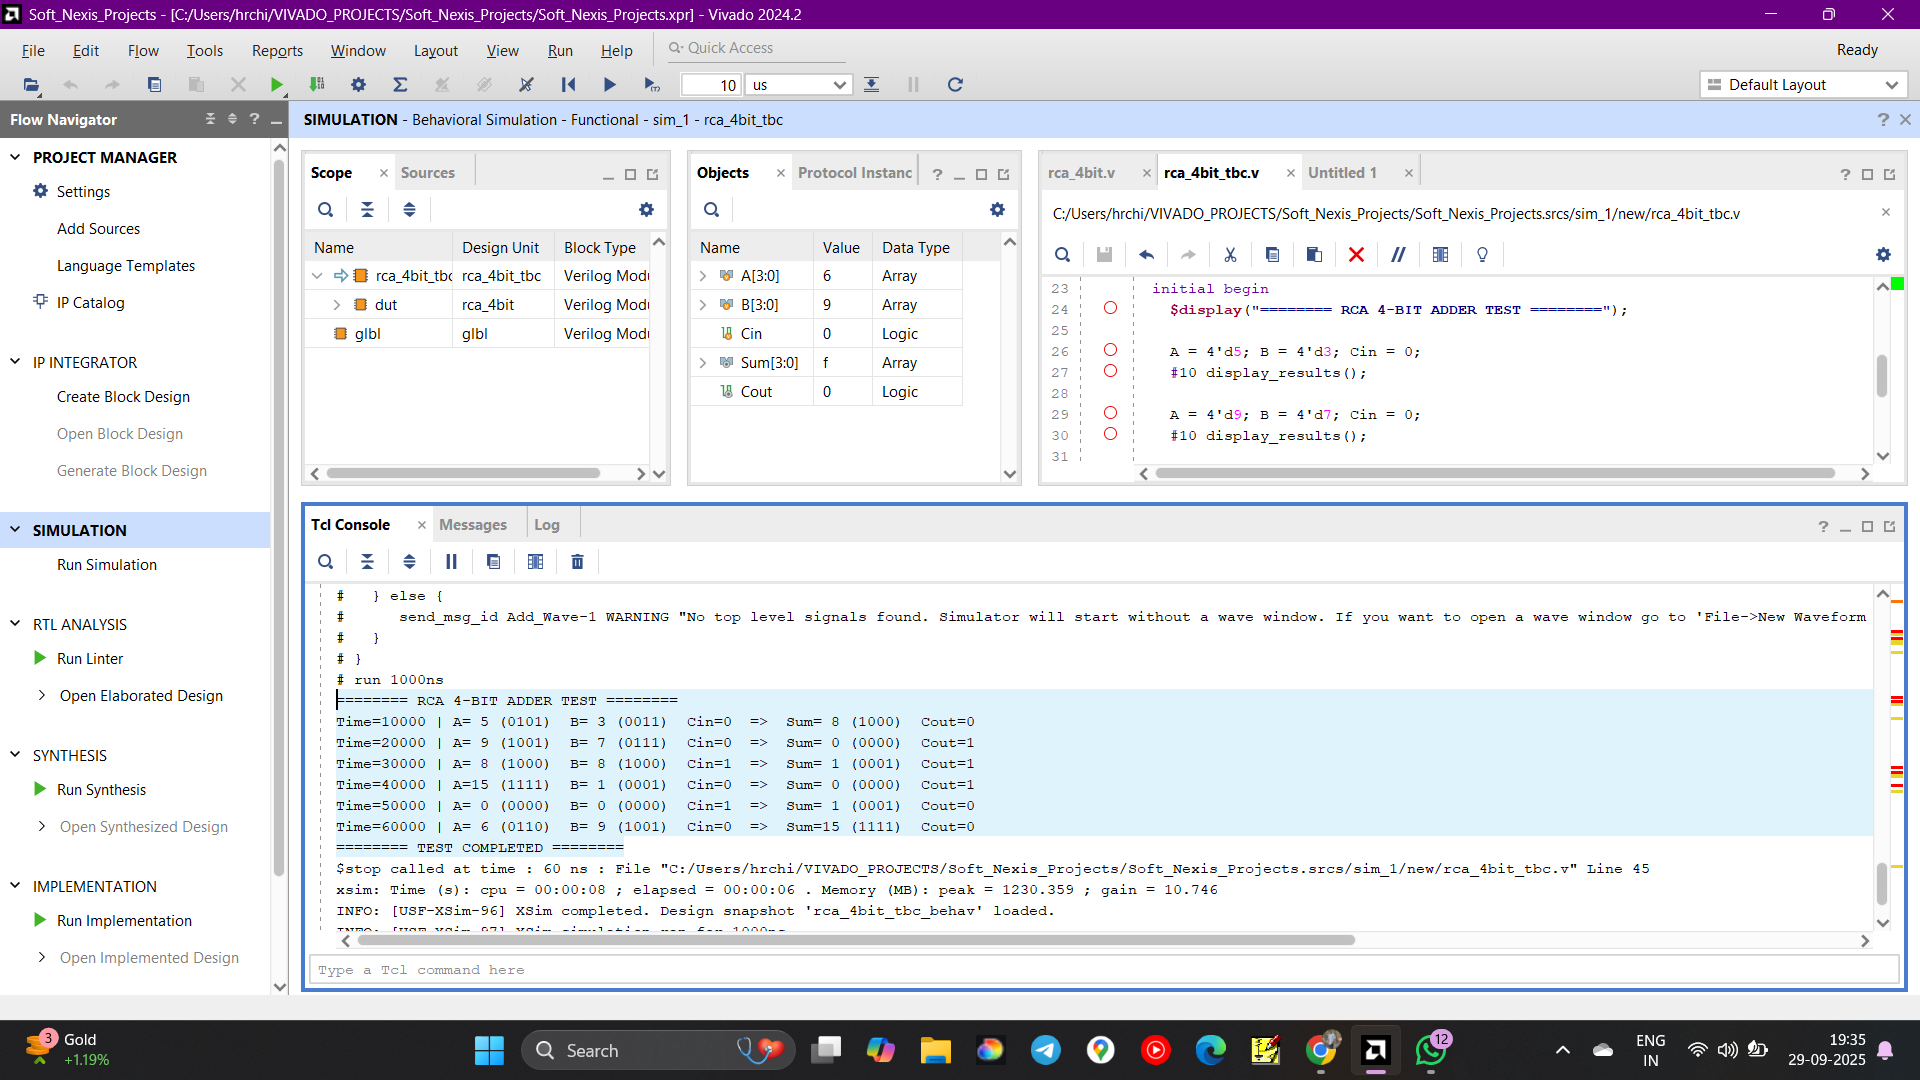 Soft_Nexis_Projects - [C:/Users/hrchi/VIVADO_PROJECTS/Soft_Nexis_Projects/Soft_Nexis_Projects.xpr] - Vivado 2024.2
File Edit Flow Tools Reports Window Layout View Run Help Quick Access Ready
10 us Default Layout
Flow Navigator
SIMULATION - Behavioral Simulation - Functional - sim_1 - rca_4bit_tbc
PROJECT MANAGER
Settings
Add Sources
Language Templates
IP Catalog
IP INTEGRATOR
Create Block Design
Open Block Design
Generate Block Design
SIMULATION
Run Simulation
RTL ANALYSIS
Run Linter
Open Elaborated Design
SYNTHESIS
Run Synthesis
Open Synthesized Design
IMPLEMENTATION
Run Implementation
Open Implemented Design
Scope Sources
Name Design Unit Block Type
rca_4bit_tbc rca_4bit_tbc Verilog Modu
dut rca_4bit Verilog Modu
glbl glbl Verilog Modu
Objects Protocol Instanc
Name Value Data Type
A[3:0] 6 Array
B[3:0] 9 Array
Cin 0 Logic
Sum[3:0] f Array
Cout 0 Logic
rca_4bit.v rca_4bit_tbc.v Untitled 1
C:/Users/hrchi/VIVADO_PROJECTS/Soft_Nexis_Projects/Soft_Nexis_Projects.srcs/sim_1/new/rca_4bit_tbc.v
23 initial begin
24 $display("======== RCA 4-BIT ADDER TEST ========");
25
26 A = 4'd5; B = 4'd3; Cin = 0;
27 #10 display_results();
28
29 A = 4'd9; B = 4'd7; Cin = 0;
30 #10 display_results();
31
Tcl Console Messages Log
# } else {
# send_msg_id Add_Wave-1 WARNING "No top level signals found. Simulator will start without a wave window. If you want to open a wave window go to 'File->New Waveform
# }
# }
# run 1000ns
======== RCA 4-BIT ADDER TEST ========
Time=10000 | A= 5 (0101) B= 3 (0011) Cin=0 => Sum= 8 (1000) Cout=0
Time=20000 | A= 9 (1001) B= 7 (0111) Cin=0 => Sum= 0 (0000) Cout=1
Time=30000 | A= 8 (1000) B= 8 (1000) Cin=1 => Sum= 1 (0001) Cout=1
Time=40000 | A=15 (1111) B= 1 (0001) Cin=0 => Sum= 0 (0000) Cout=1
Time=50000 | A= 0 (0000) B= 0 (0000) Cin=1 => Sum= 1 (0001) Cout=0
Time=60000 | A= 6 (0110) B= 9 (1001) Cin=0 => Sum=15 (1111) Cout=0
======== TEST COMPLETED ========
$stop called at time : 60 ns : File "C:/Users/hrchi/VIVADO_PROJECTS/Soft_Nexis_Projects/Soft_Nexis_Projects.srcs/sim_1/new/rca_4bit_tbc.v" Line 45
xsim: Time (s): cpu = 00:00:08 ; elapsed = 00:00:06 . Memory (MB): peak = 1230.359 ; gain = 10.746
INFO: [USF-XSim-96] XSim completed. Design snapshot 'rca_4bit_tbc_behav' loaded.
INFO: [USF-XSim-97] XSim simulation ran for 1000ns
Type a Tcl command here
3 Gold
+1.19%
Search
12
ENG
IN
19:35
29-09-2025